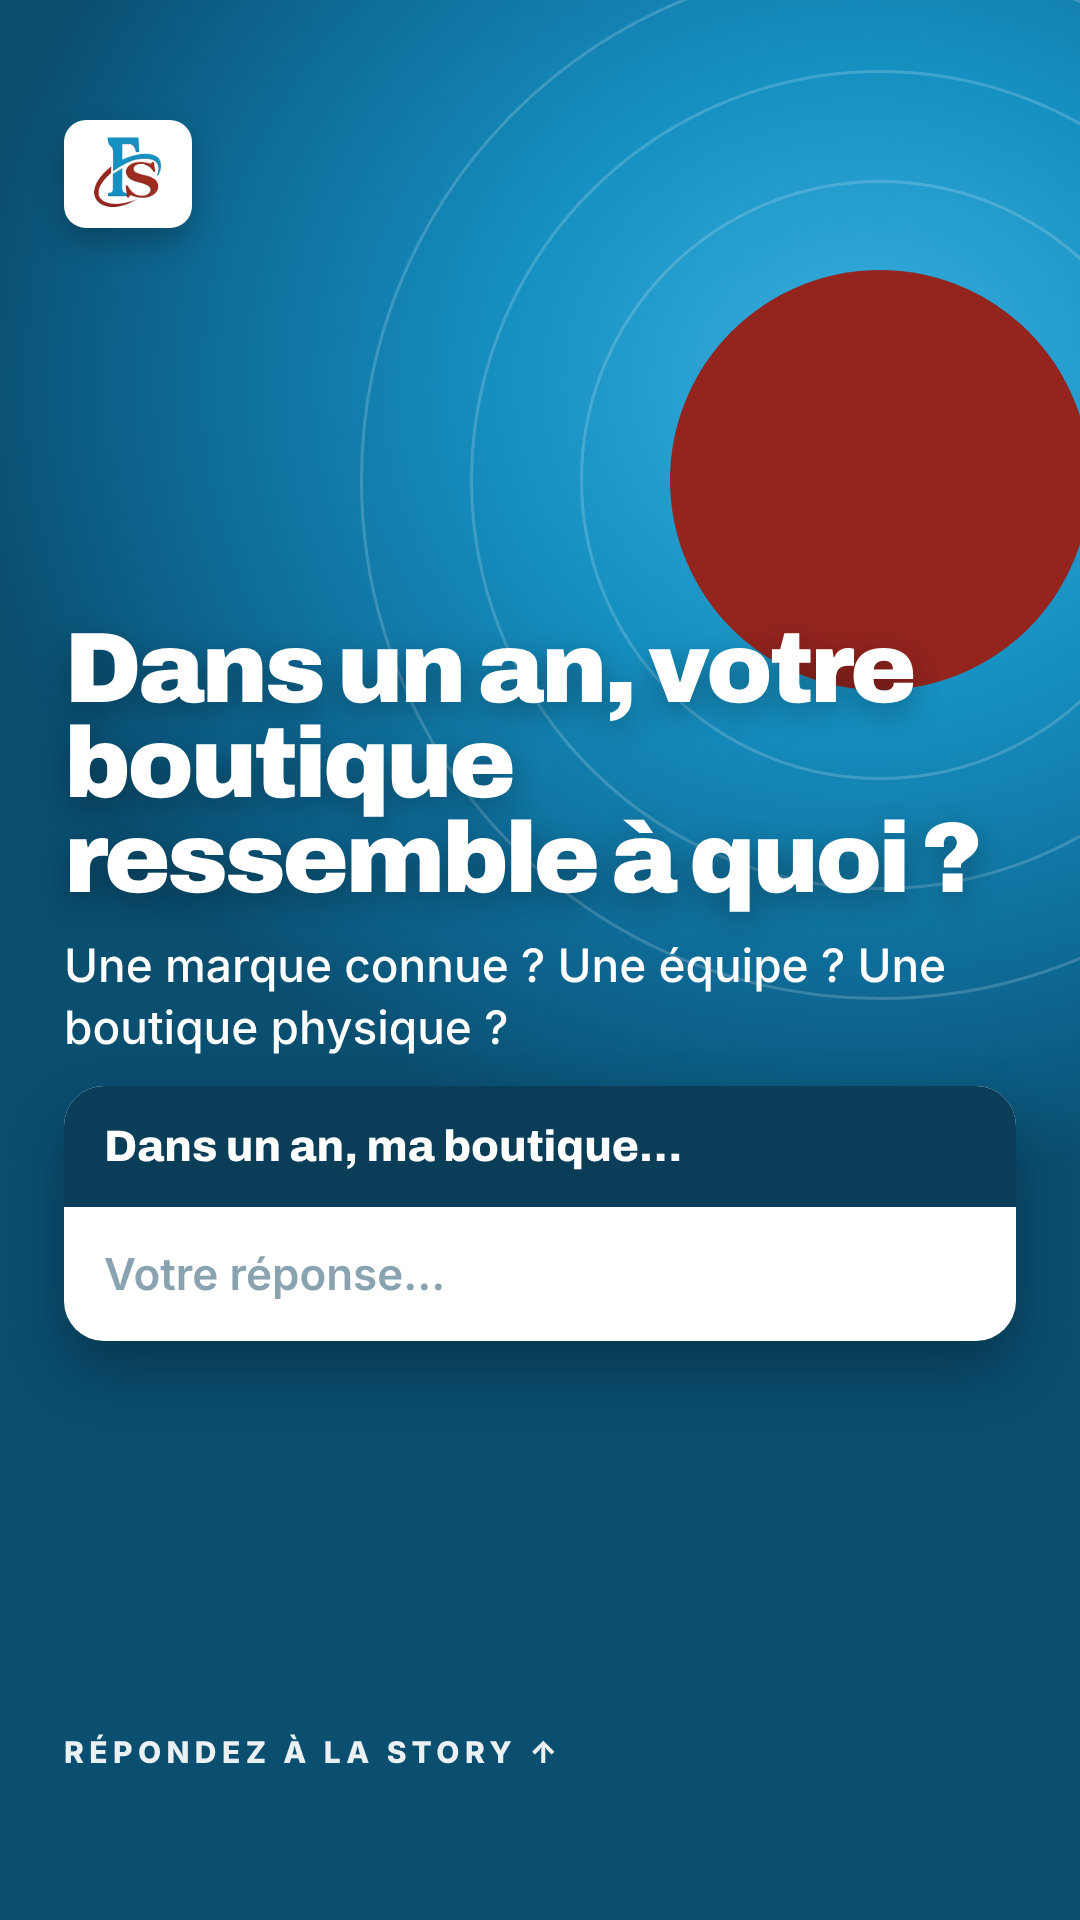 Fs
Dans un an, votre
boutique
ressemble à quoi ?
Une marque connue ? Une équipe ? Une
boutique physique ?
Dans un an, ma boutique...
Votre réponse...
RÉPONDEZ À LA STORY ↑